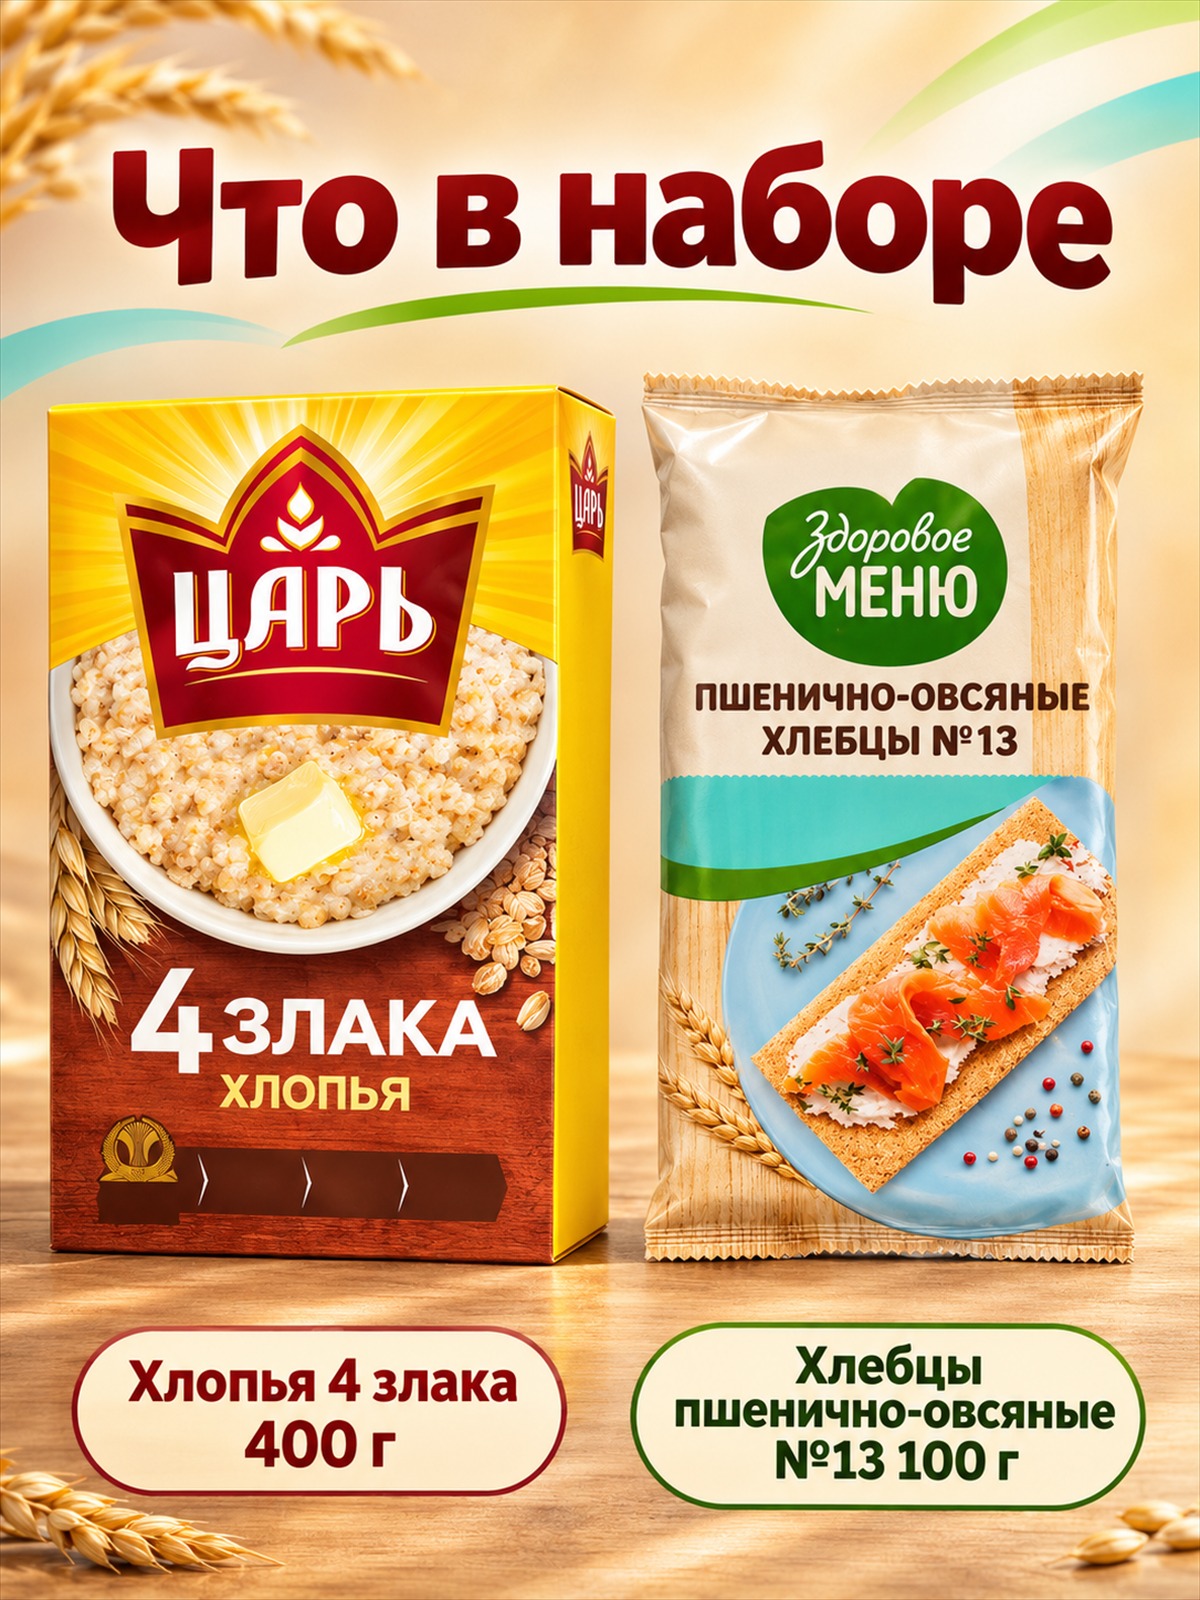 Что в наборе
ЦАРЬ
ЦАРЬ
4 ЗЛАКА
ХЛОПЬЯ
Здоровое
МЕНЮ
ПШЕНИЧНО-ОВСЯНЫЕ
ХЛЕБЦЫ №13
Хлопья 4 злака
400 г
Хлебцы
пшенично-овсяные
№13 100 г